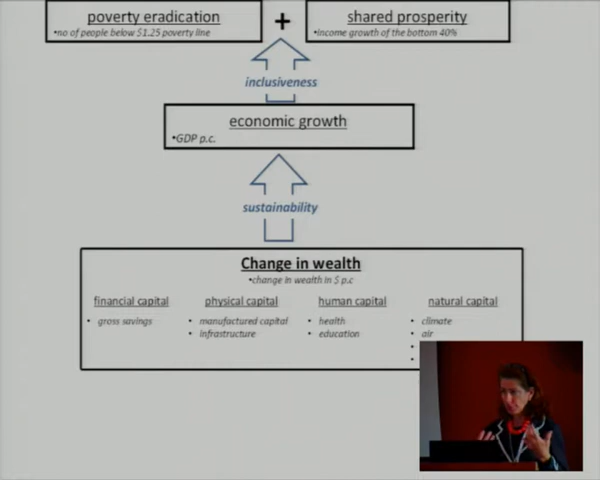 poverty eradication
•no of people below $1.25 poverty line
+
shared prosperity
•income growth of the bottom 40%
inclusiveness
economic growth
•GDP p.c.
sustainability
Change in wealth
•change in wealth in $ p.c
financial capital
• gross savings
physical capital
• manufactured capital
• infrastructure
human capital
• health
• education
natural capital
• climate
• air
•
•